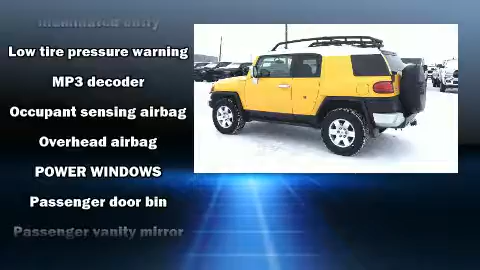 Illuminated entry
Low tire pressure warning
MP3 decoder
Occupant sensing airbag
Overhead airbag
POWER WINDOWS
Passenger door bin
Passenger vanity mirror